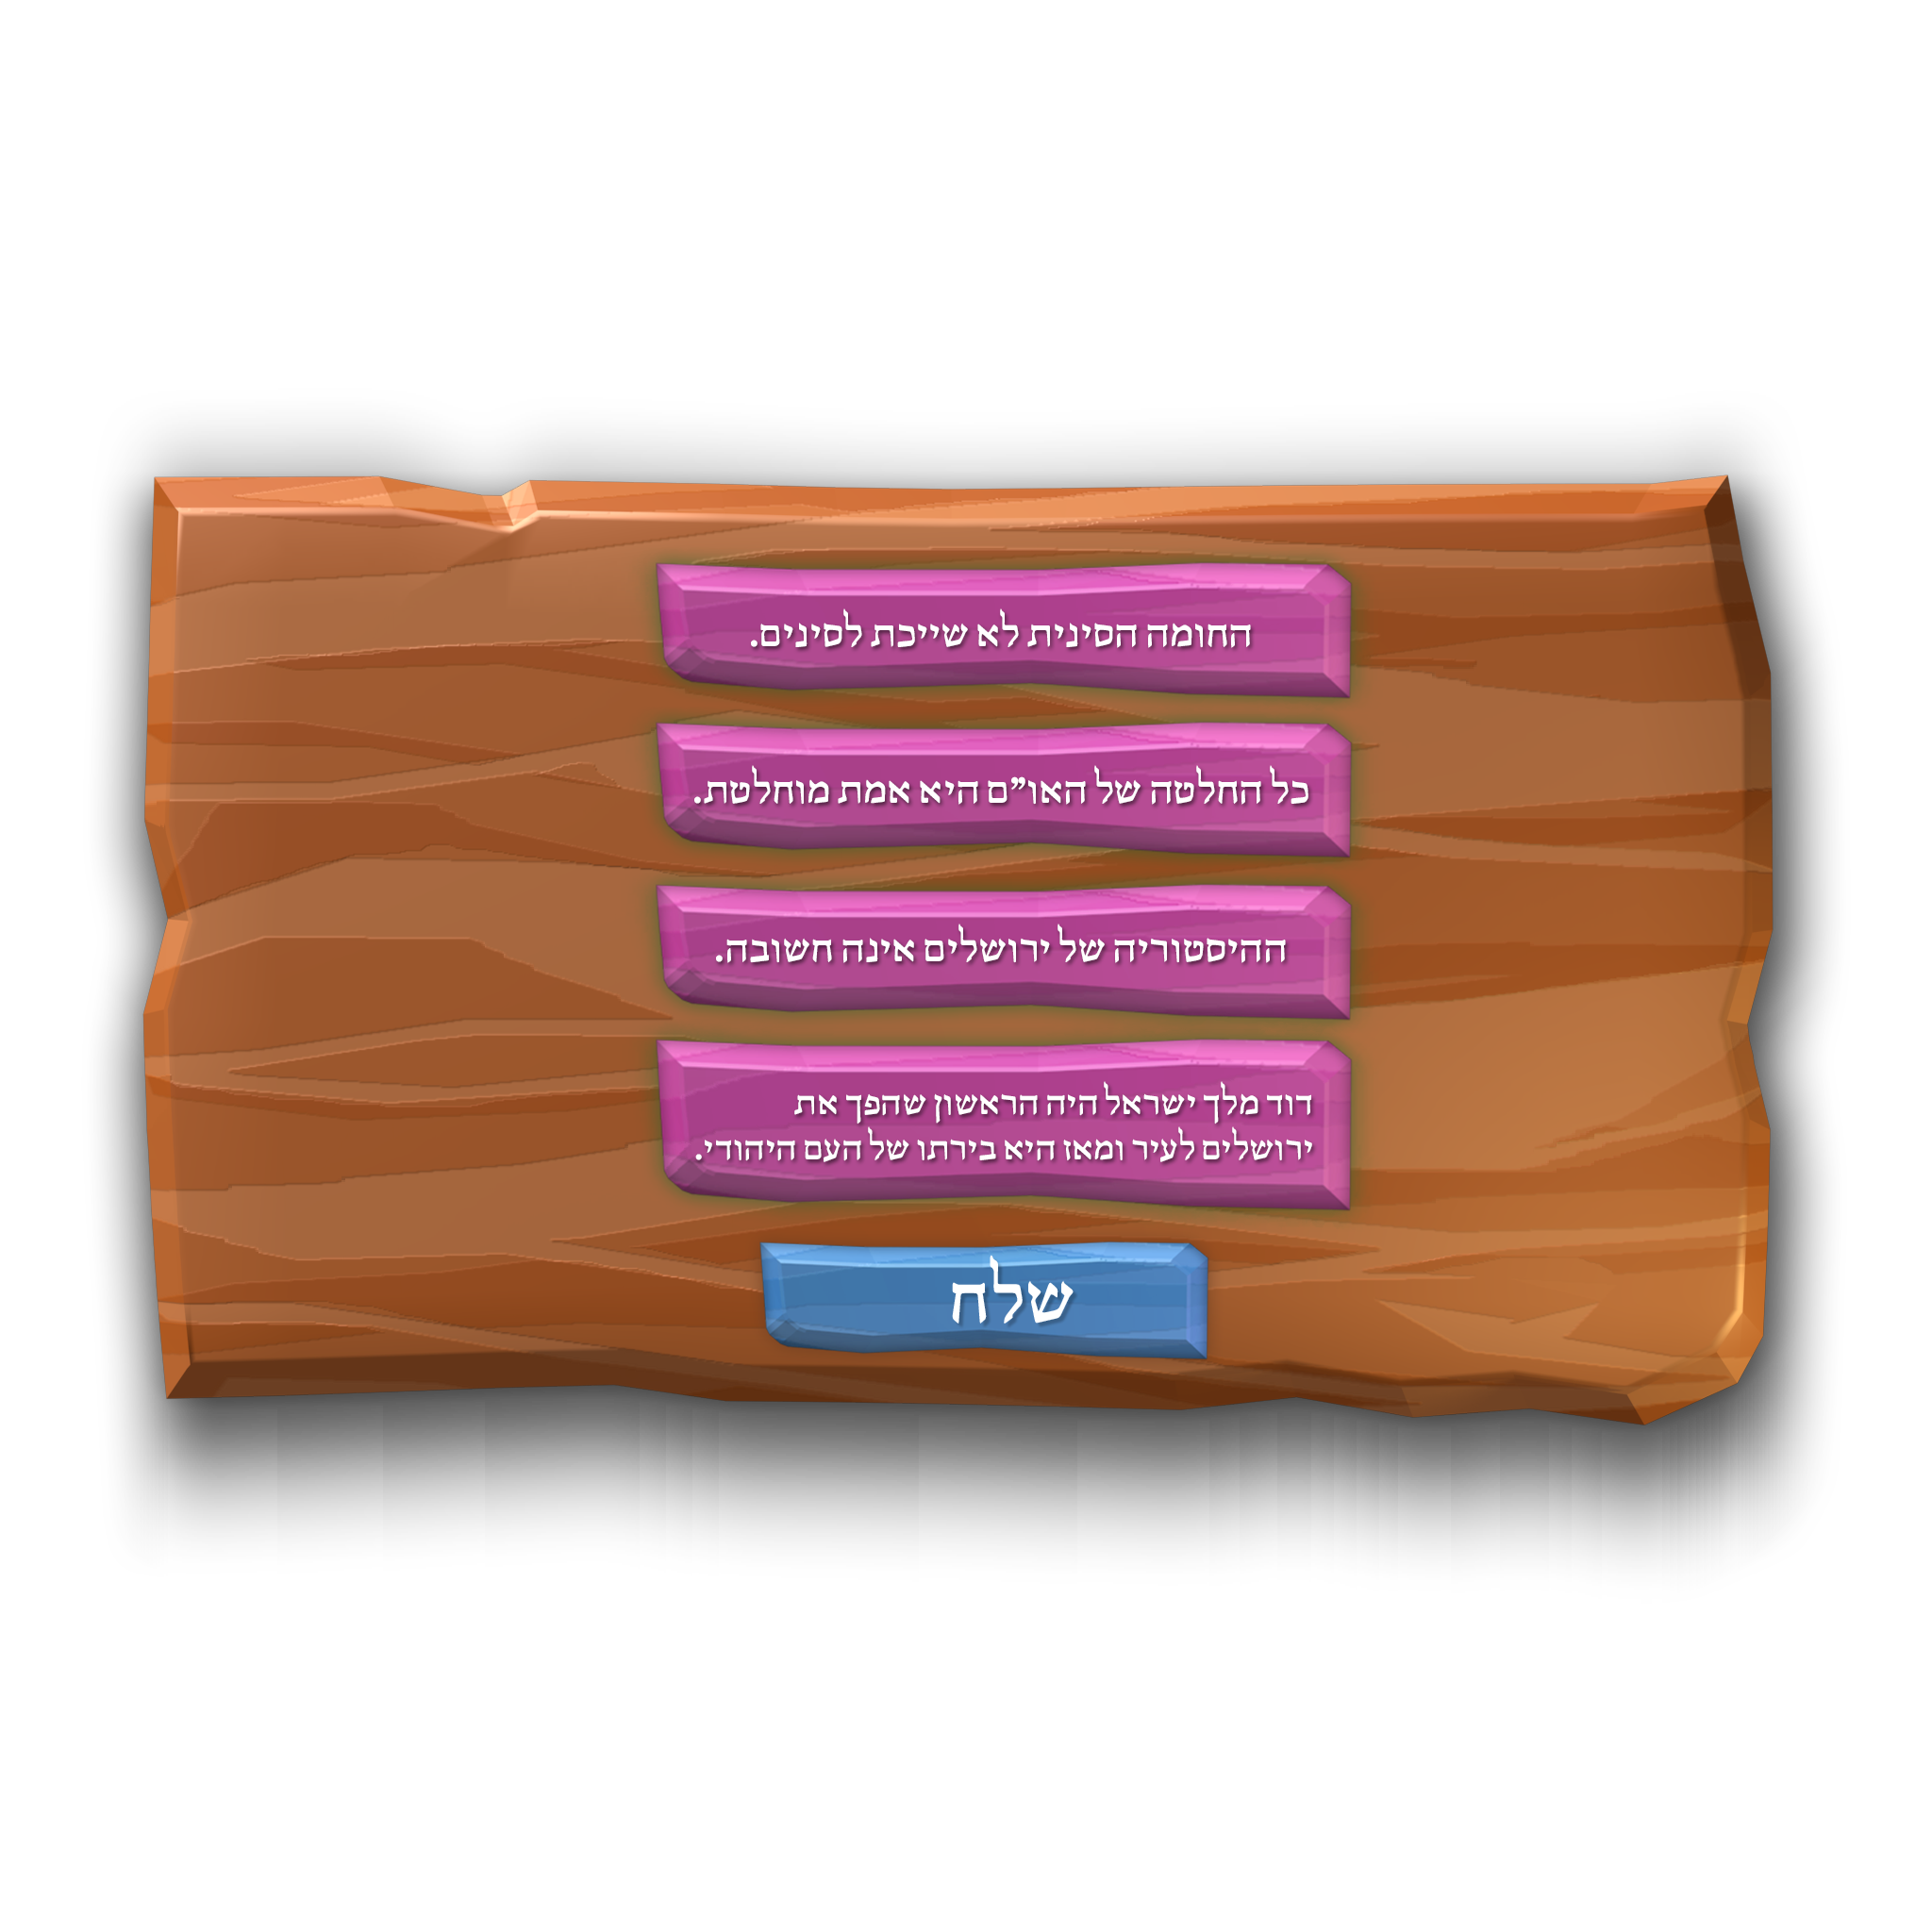 החומה הסינית לא שייכת לסינים.
כל החלטה של האו”ם היא אמת מוחלטת.
ההיסטוריה של ירושלים אינה חשובה.
דוד מלך ישראל היה הראשון שהפך את
ירושלים לעיר ומאז היא בירתו של העם היהודי.
שלח